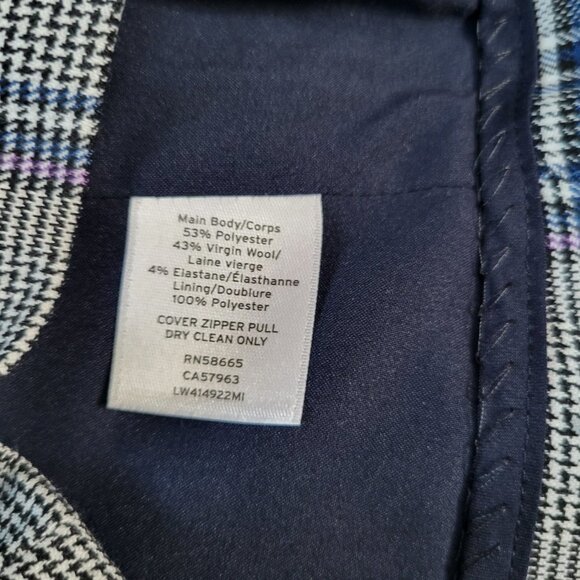 Main Body/Corps
53% Polyester
43% Virgin Wool/
Laine vierge
4% Elastane/Élasthanne
Lining/Doublure
100% Polyester
COVER ZIPPER PULL
DRY CLEAN ONLY
RN58665
CA57963
LW414922MI